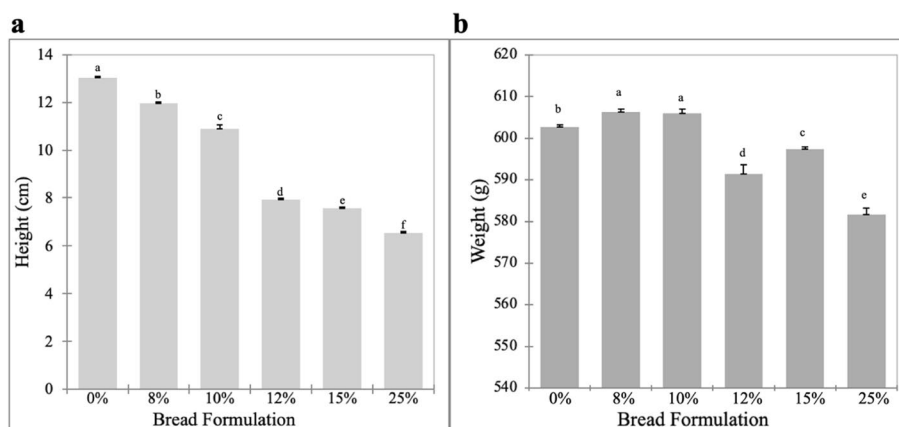 a
14
12
10
8
6
4
2
0
Height (cm)
a
b
c
d
e
f
0% 8% 10% 12% 15% 25%
Bread Formulation
b
620
610
600
590
580
570
560
550
540
Weight (g)
b
a
a
d
c
e
0% 8% 10% 12% 15% 25%
Bread Formulation